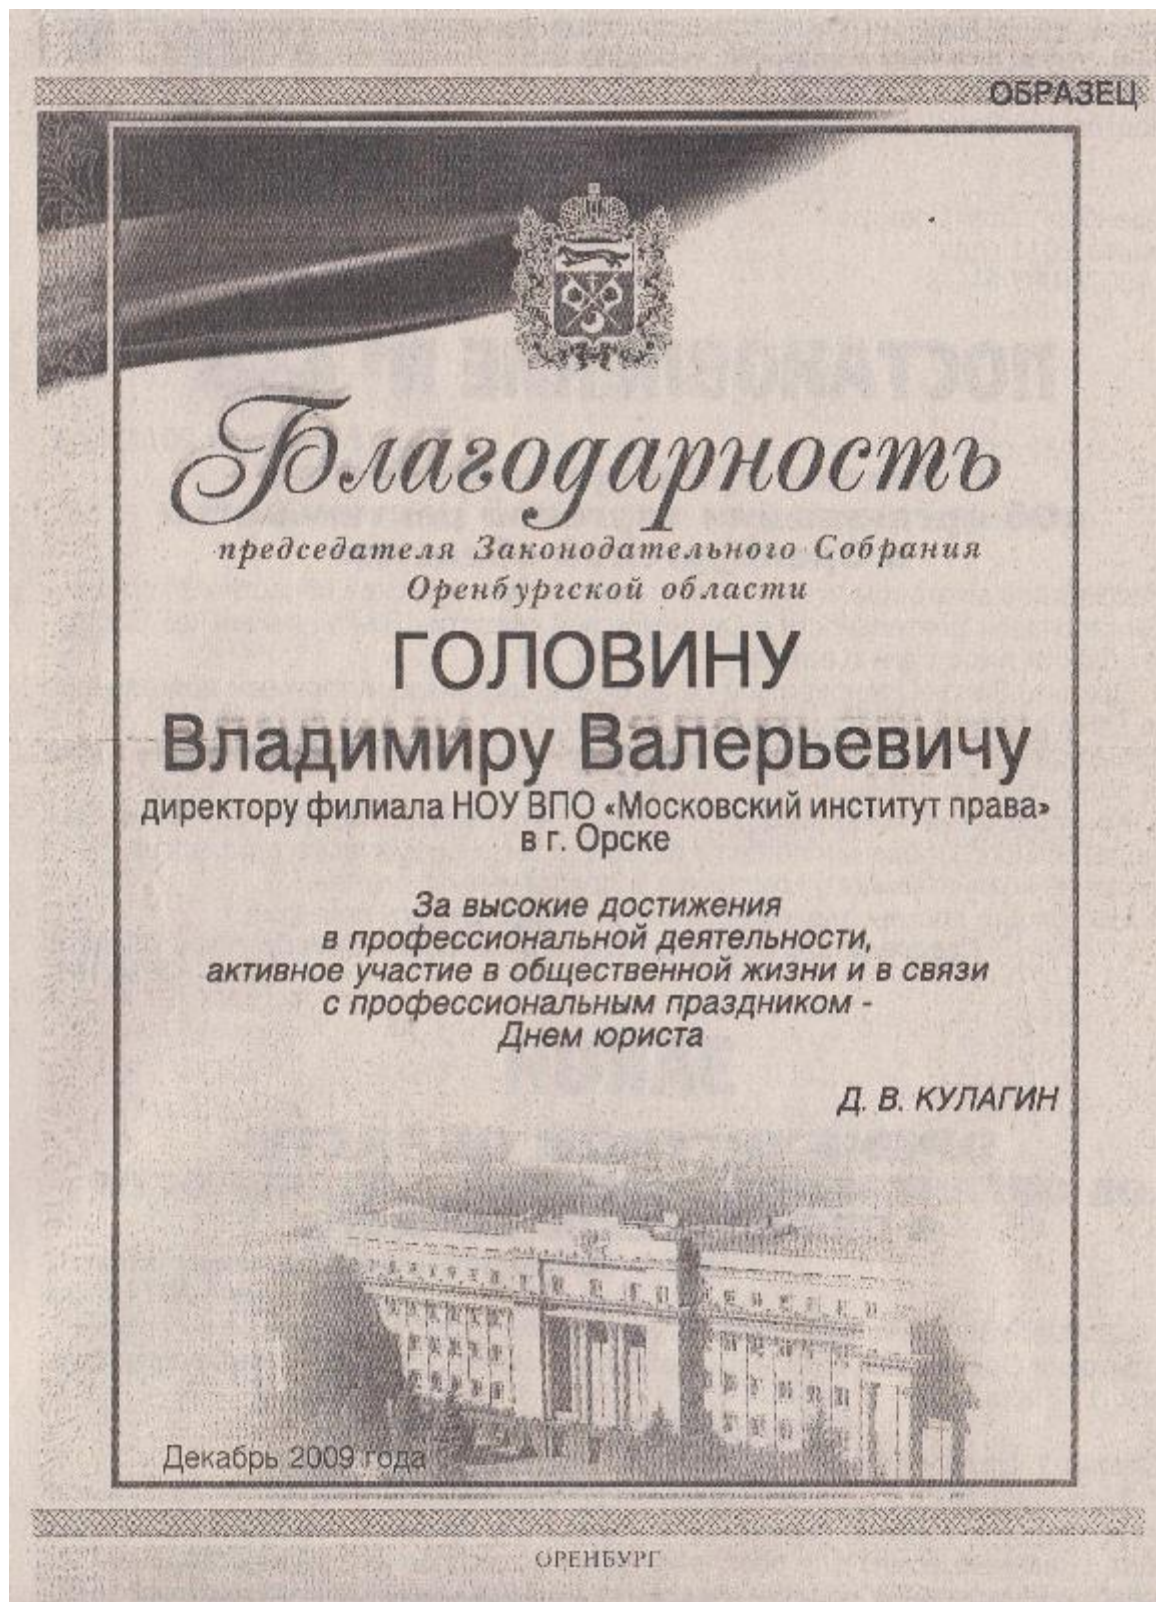 ОБРАЗЕЦ
Благодарность
председателя Законодательного Собрания
Оренбургской области
ГОЛОВИНУ
Владимиру Валерьевичу
директору филиала НОУ ВПО «Московский институт права»
в г. Орске
За высокие достижения
в профессиональной деятельности,
активное участие в общественной жизни и в связи
с профессиональным праздником -
Днем юриста
Д. В. КУЛАГИН
Декабрь 2009 года
ОРЕНБУРГ